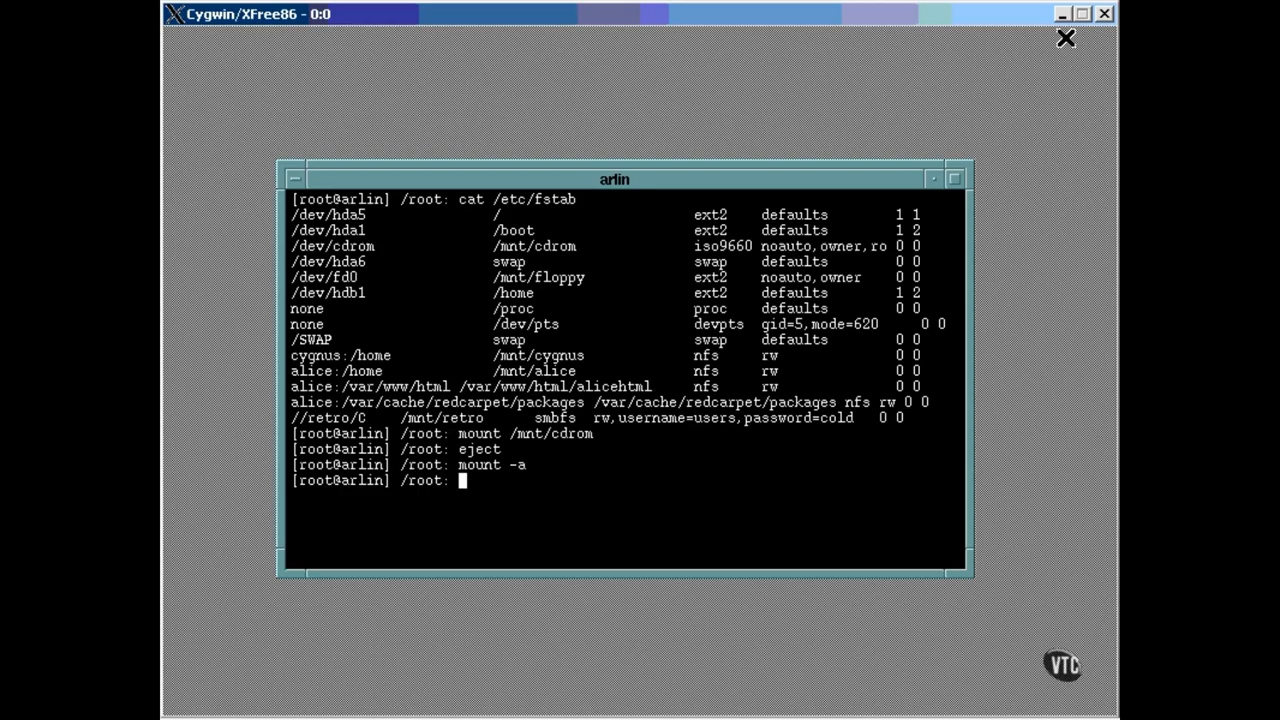 Cygwin/XFree86 - 0:0
arlin
[root@arlin] /root: cat /etc/fstab
/dev/hda5 / ext2 defaults 1 1
/dev/hda1 /boot ext2 defaults 1 2
/dev/cdrom /mnt/cdrom iso9660 noauto,owner,ro 0 0
/dev/hda6 swap swap defaults 0 0
/dev/fd0 /mnt/floppy ext2 noauto,owner 0 0
/dev/hdb1 /home ext2 defaults 1 2
none /proc proc defaults 0 0
none /dev/pts devpts gid=5,mode=620 0 0
/SWAP swap swap defaults 0 0
cygnus:/home /mnt/cygnus nfs rw 0 0
alice:/home /mnt/alice nfs rw 0 0
alice:/var/www/html /var/www/html/alicehtml nfs rw 0 0
alice:/var/cache/redcarpet/packages /var/cache/redcarpet/packages nfs rw 0 0
//retro/C /mnt/retro smbfs rw,username=users,password=cold 0 0
[root@arlin] /root: mount /mnt/cdrom
[root@arlin] /root: eject
[root@arlin] /root: mount -a
[root@arlin] /root:
VTC